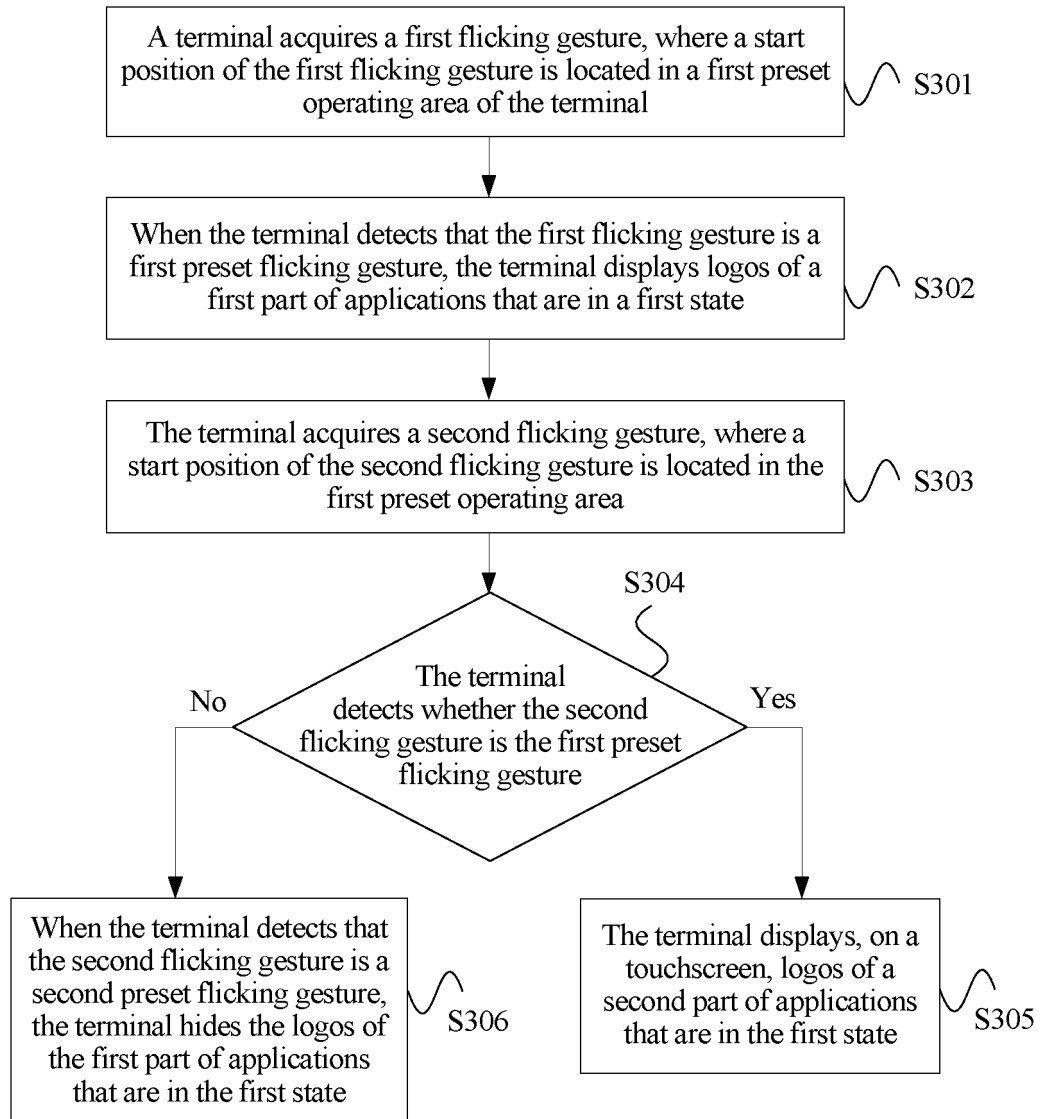 A terminal acquires a first flicking gesture, where a start
position of the first flicking gesture is located in a first preset
operating area of the terminal
S301
When the terminal detects that the first flicking gesture is a
first preset flicking gesture, the terminal displays logos of a
first part of applications that are in a first state
S302
The terminal acquires a second flicking gesture, where a
start position of the second flicking gesture is located in the
first preset operating area
S303
S304
The terminal
detects whether the second
flicking gesture is the first preset
flicking gesture
No
Yes
When the terminal detects that
the second flicking gesture is a
second preset flicking gesture,
the terminal hides the logos of
the first part of applications
that are in the first state
S306
The terminal displays, on a
touchscreen, logos of a
second part of applications
that are in the first state
S305